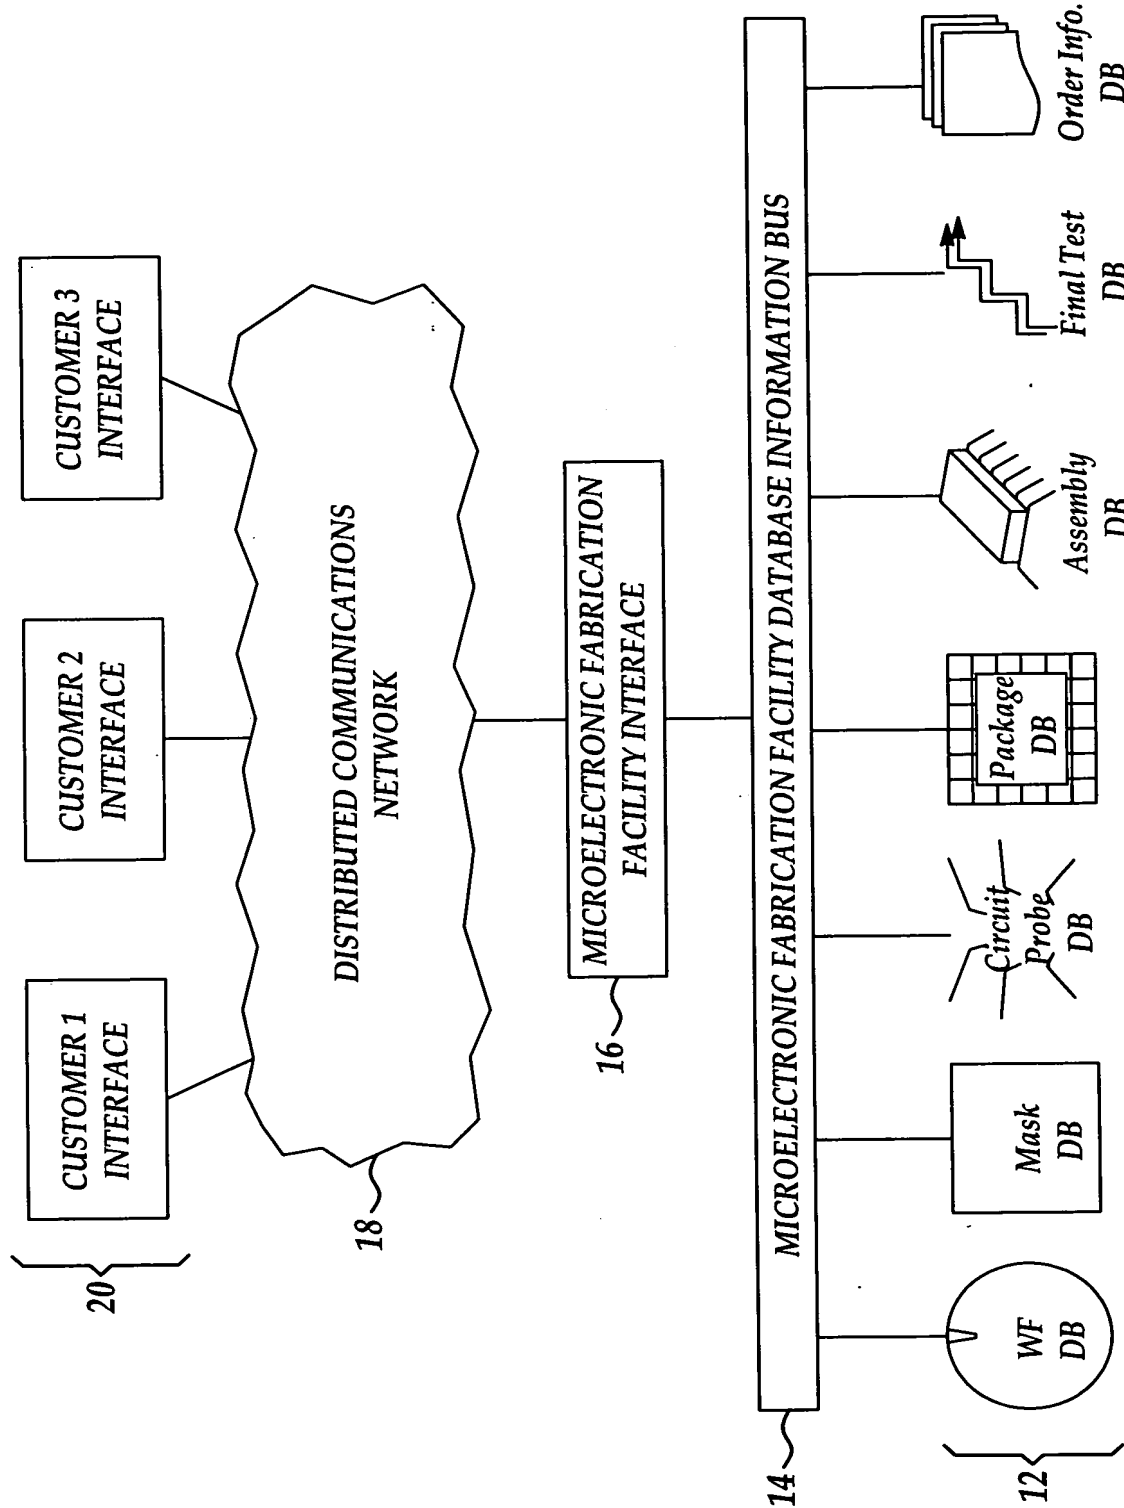 20
CUSTOMER 1
INTERFACE
CUSTOMER 2
INTERFACE
CUSTOMER 3
INTERFACE
18
DISTRIBUTED COMMUNICATIONS
NETWORK
16
MICROELECTRONIC FABRICATION
FACILITY INTERFACE
14
MICROELECTRONIC FABRICATION FACILITY DATABASE INFORMATION BUS
12
WF
DB
Mask
DB
Circuit
Probe
DB
Package
DB
Assembly
DB
Final Test
DB
Order Info.
DB